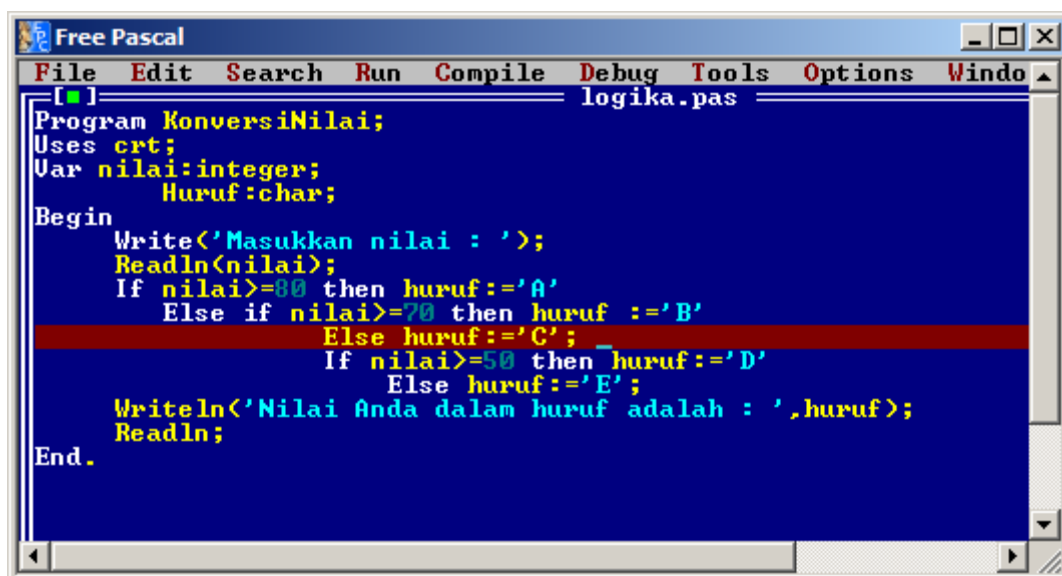 Free Pascal
File Edit Search Run Compile Debug Tools Options Windo
[■] logika.pas
Program KonversiNilai;
Uses crt;
Var nilai:integer;
Huruf:char;
Begin
Write('Masukkan nilai : ');
Readln(nilai);
If nilai>=80 then huruf:='A'
Else if nilai>=70 then huruf :='B'
Else huruf:='C'; _
If nilai>=50 then huruf:='D'
Else huruf:='E';
Writeln('Nilai Anda dalam huruf adalah : ',huruf);
Readln;
End.